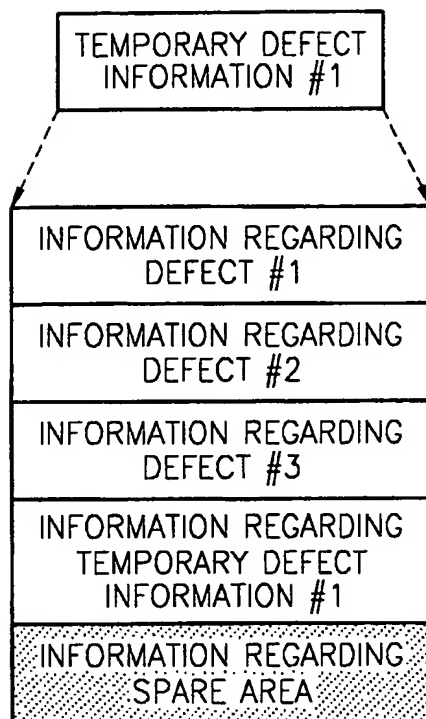 TEMPORARY DEFECT
INFORMATION #1
INFORMATION REGARDING
DEFECT #1
INFORMATION REGARDING
DEFECT #2
INFORMATION REGARDING
DEFECT #3
INFORMATION REGARDING
TEMPORARY DEFECT
INFORMATION #1
INFORMATION REGARDING
SPARE AREA